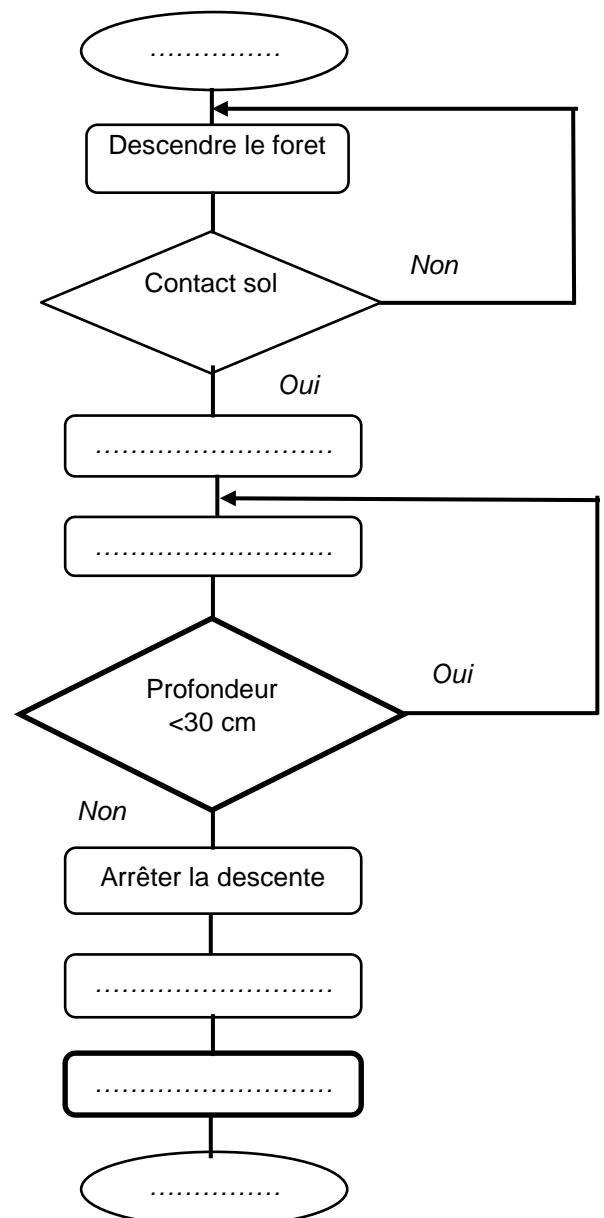 ……………
Descendre le foret
Contact sol
Non
Oui
………………………
………………………
Profondeur
<30 cm
Oui
Non
Arrêter la descente
………………………
………………………
……………